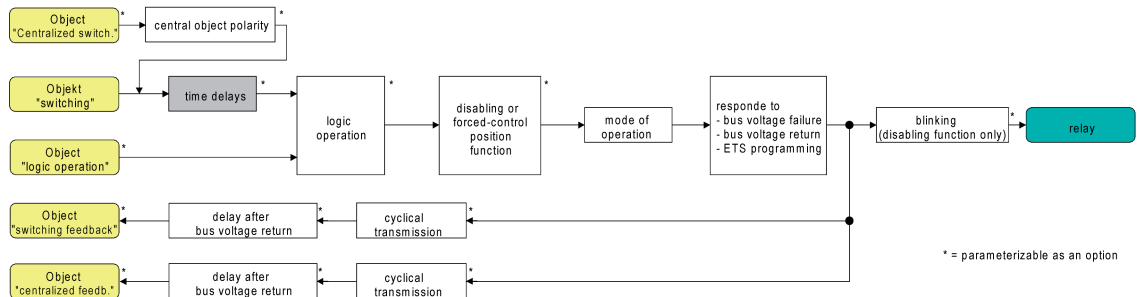 Object
"Centralized switch."
*
central object polarity
*
Objekt
"switching"
time delays
*
logic
operation
*
disabling or
forced-control
position
function
*
mode of
operation
responde to
- bus voltage failure
- bus voltage return
- ETS programming
blinking
(disabling function only)
*
relay
Object
"logic operation"
*
Object
"switching feedback"
*
delay after
bus voltage return
*
cyclical
transmission
*
* = parameterizable as an option
Object
"centralized feedb."
*
delay after
bus voltage return
*
cyclical
transmission
*